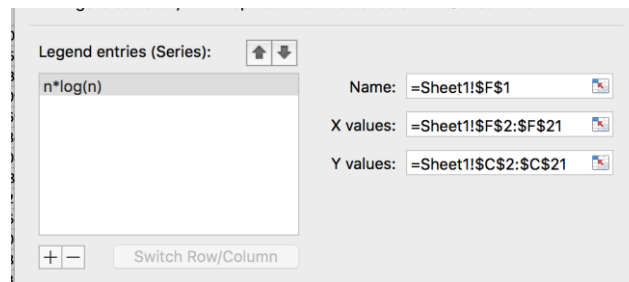 Legend entries (Series):
n*log(n)
Name: =Sheet1!$F$1
X values: =Sheet1!$F$2:$F$21
Y values: =Sheet1!$C$2:$C$21
+ − Switch Row/Column